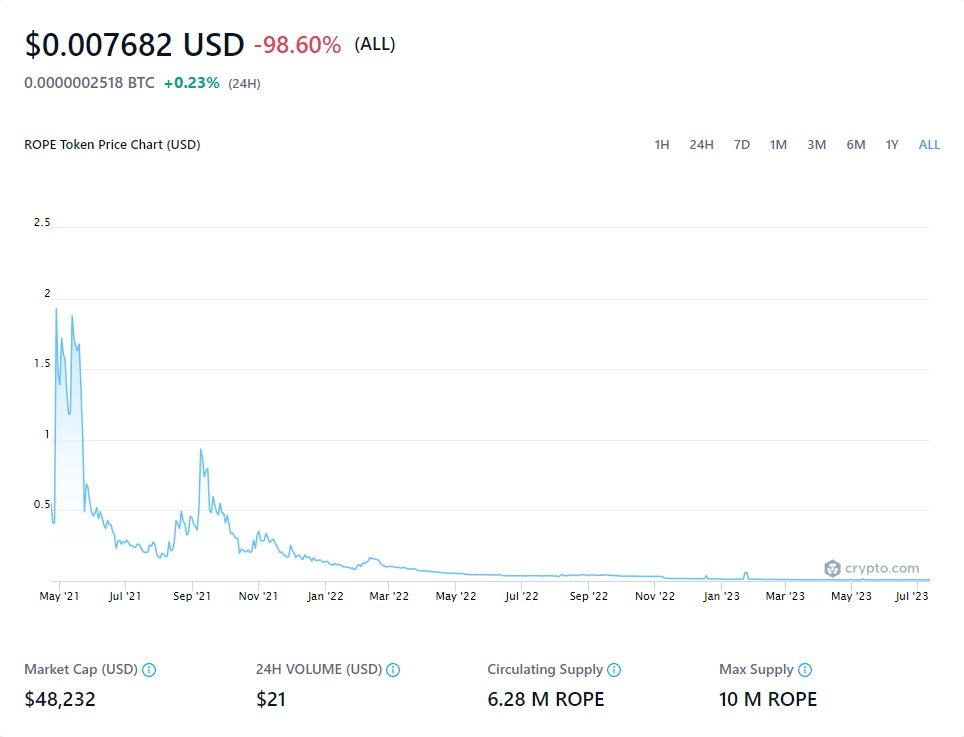 $0.007682 USD -98.60% (ALL)
0.0000002518 BTC +0.23% (24H)
ROPE Token Price Chart (USD) 1H 24H 7D 1M 3M 6M 1Y ALL
2.5
2
1.5
1
0.5
crypto.com
May '21 Jul '21 Sep '21 Nov '21 Jan '22 Mar '22 May '22 Jul '22 Sep '22 Nov '22 Jan '23 Mar '23 May '23 Jul '23
Market Cap (USD) 24H VOLUME (USD) Circulating Supply Max Supply
$48,232 $21 6.28 M ROPE 10 M ROPE